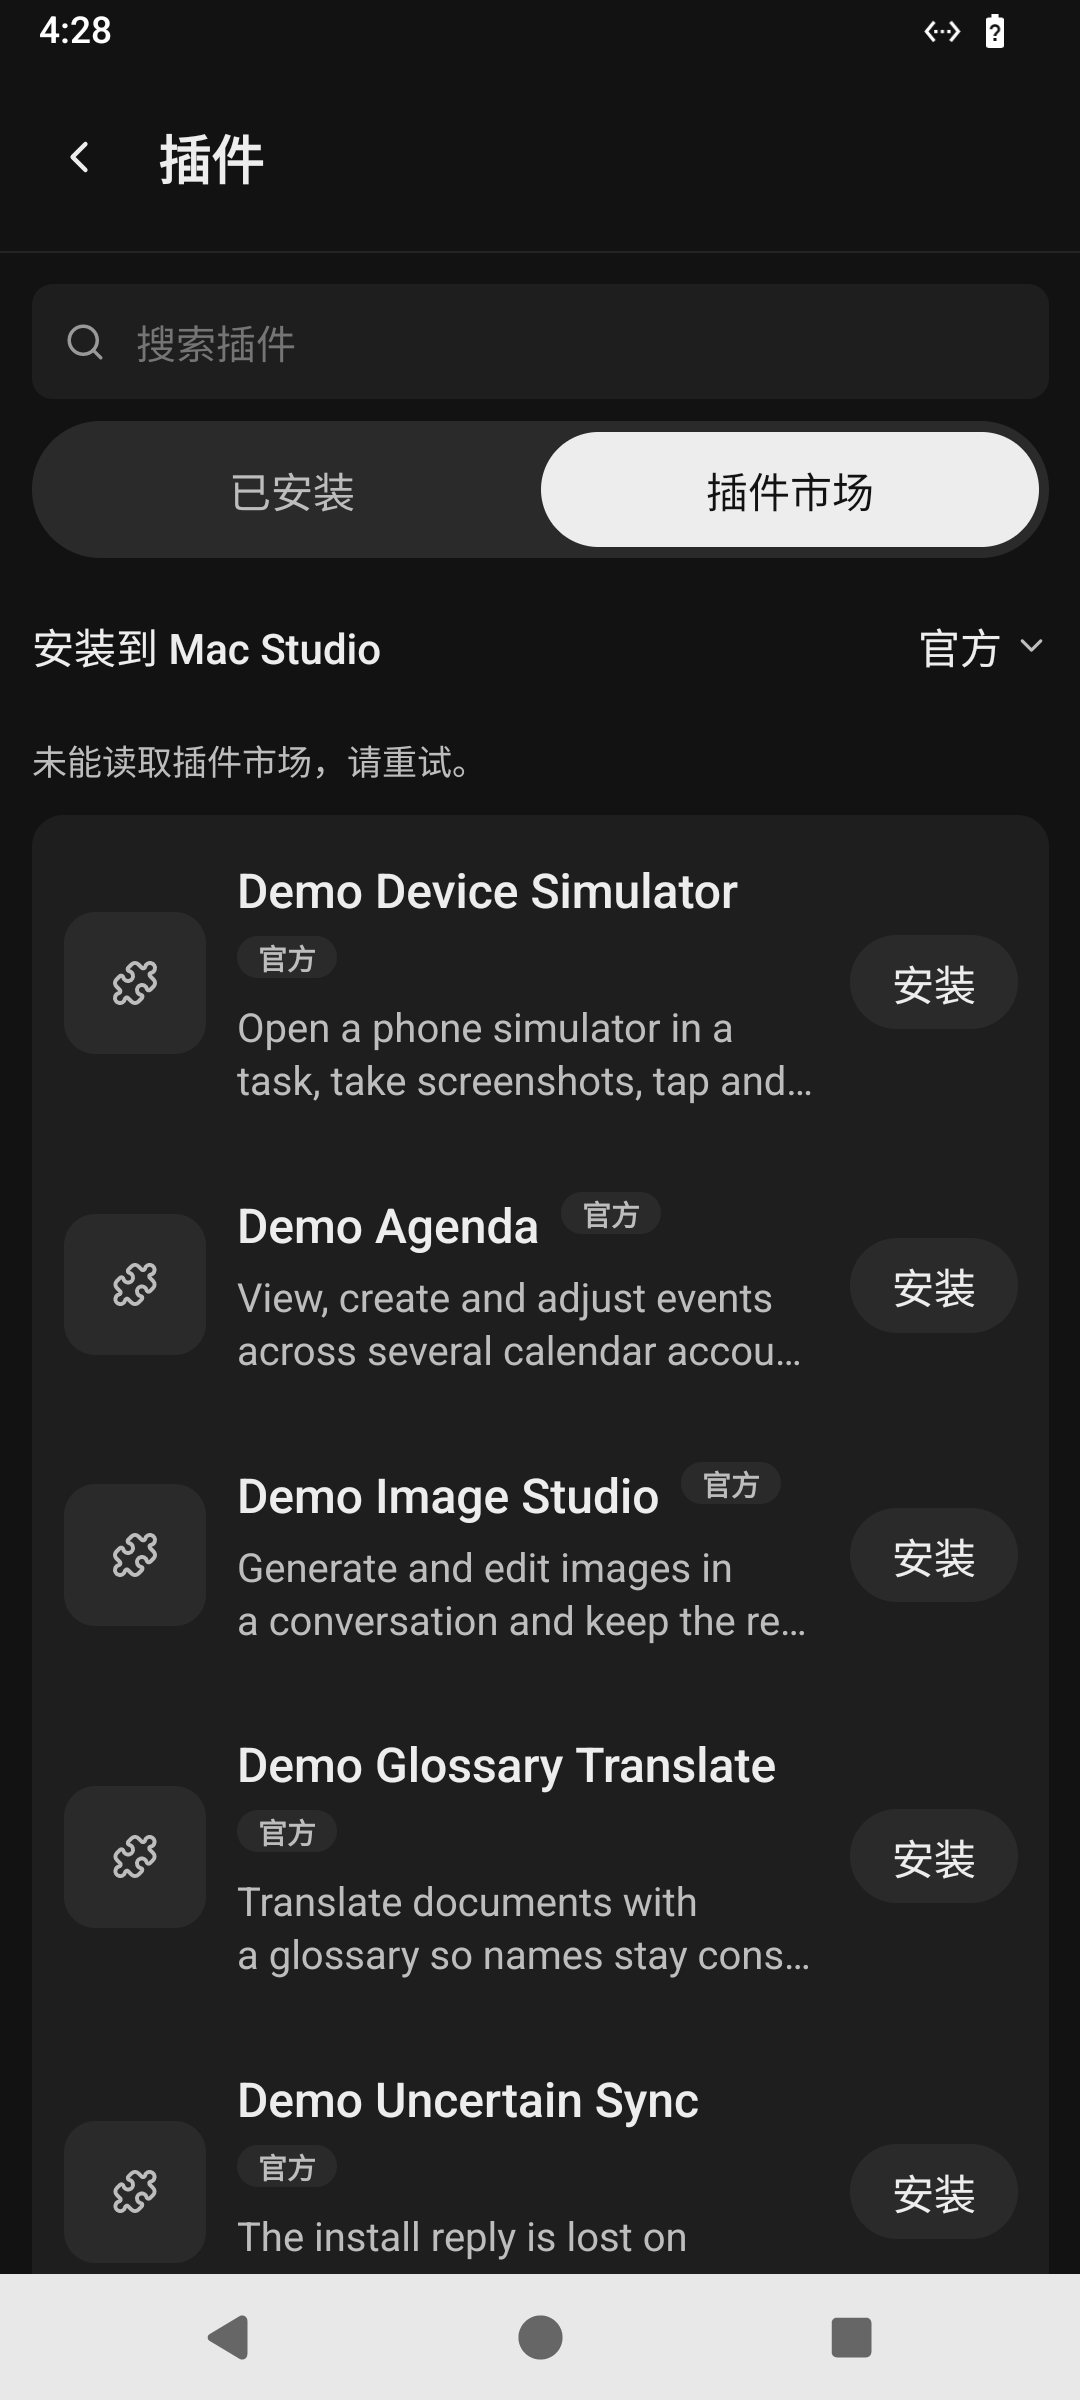 4:28
插件
搜索插件
已安装
插件市场
安装到 Mac Studio
官方
未能读取插件市场，请重试。
Demo Device Simulator
官方
Open a phone simulator in a
task, take screenshots, tap and…
安装
Demo Agenda
官方
View, create and adjust events
across several calendar accou…
安装
Demo Image Studio
官方
Generate and edit images in
a conversation and keep the re…
安装
Demo Glossary Translate
官方
Translate documents with
a glossary so names stay cons…
安装
Demo Uncertain Sync
官方
The install reply is lost on
安装